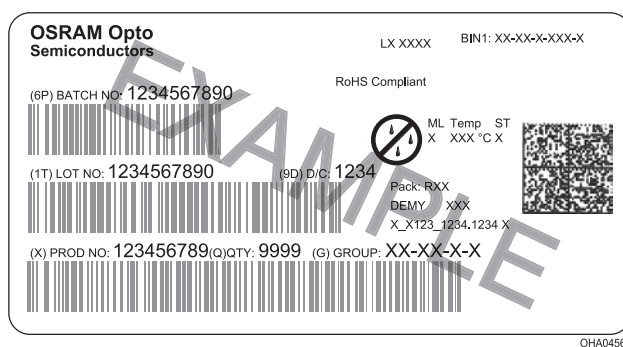 OSRAM Opto
Semiconductors
LX XXXX
BIN1: XX-XX-X-XXX-X
RoHS Compliant
(6P) BATCH NO: 1234567890
ML Temp ST
X XXX °C X
(1T) LOT NO: 1234567890
(9D) D/C: 1234
Pack: RXX
DEMY XXX
X_X123_1234.1234 X
(X) PROD NO: 123456789(Q)QTY: 9999 (G) GROUP: XX-XX-X-X
EXAMPLE
OHA0456